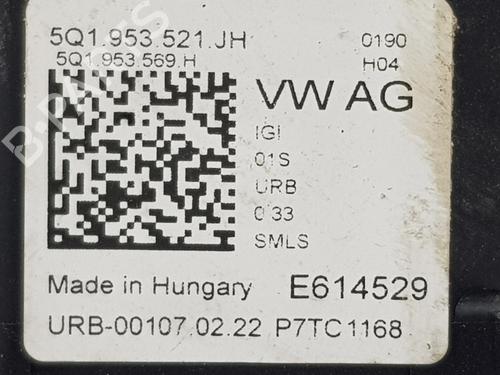 5Q1.953.521.JH 0190
5Q1.953.569.H H04
VW AG
IGI
01S
URB
0.33
SMLS
Made in Hungary E614529
URB-00107.02.22 P7TC1168
B-PARTS